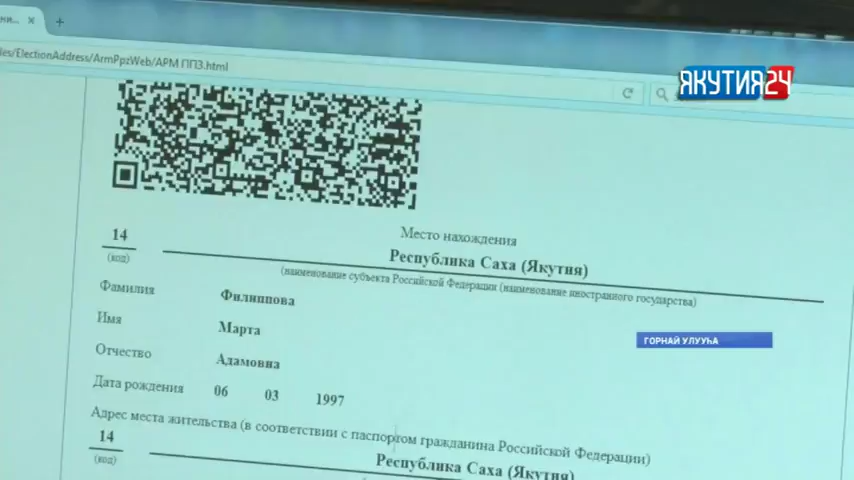 ни... × +
les/ElectionAddress/ArmPpzWeb/АРМ ППЗ.html
ЯКУТИЯ24
Место нахождения
14
Республика Саха (Якутия)
(код)
(наименование субъекта Российской Федерации (наименование иностранного государства)
Фамилия Филиппова
Имя Марта
ГОРНАЙ УЛУУҺА
Отчество Адамовна
Дата рождения 06 03 1997
Адрес места жительства (в соответствии с паспортом гражданина Российской Федерации)
14
Республика Саха (Якутия)
(код)